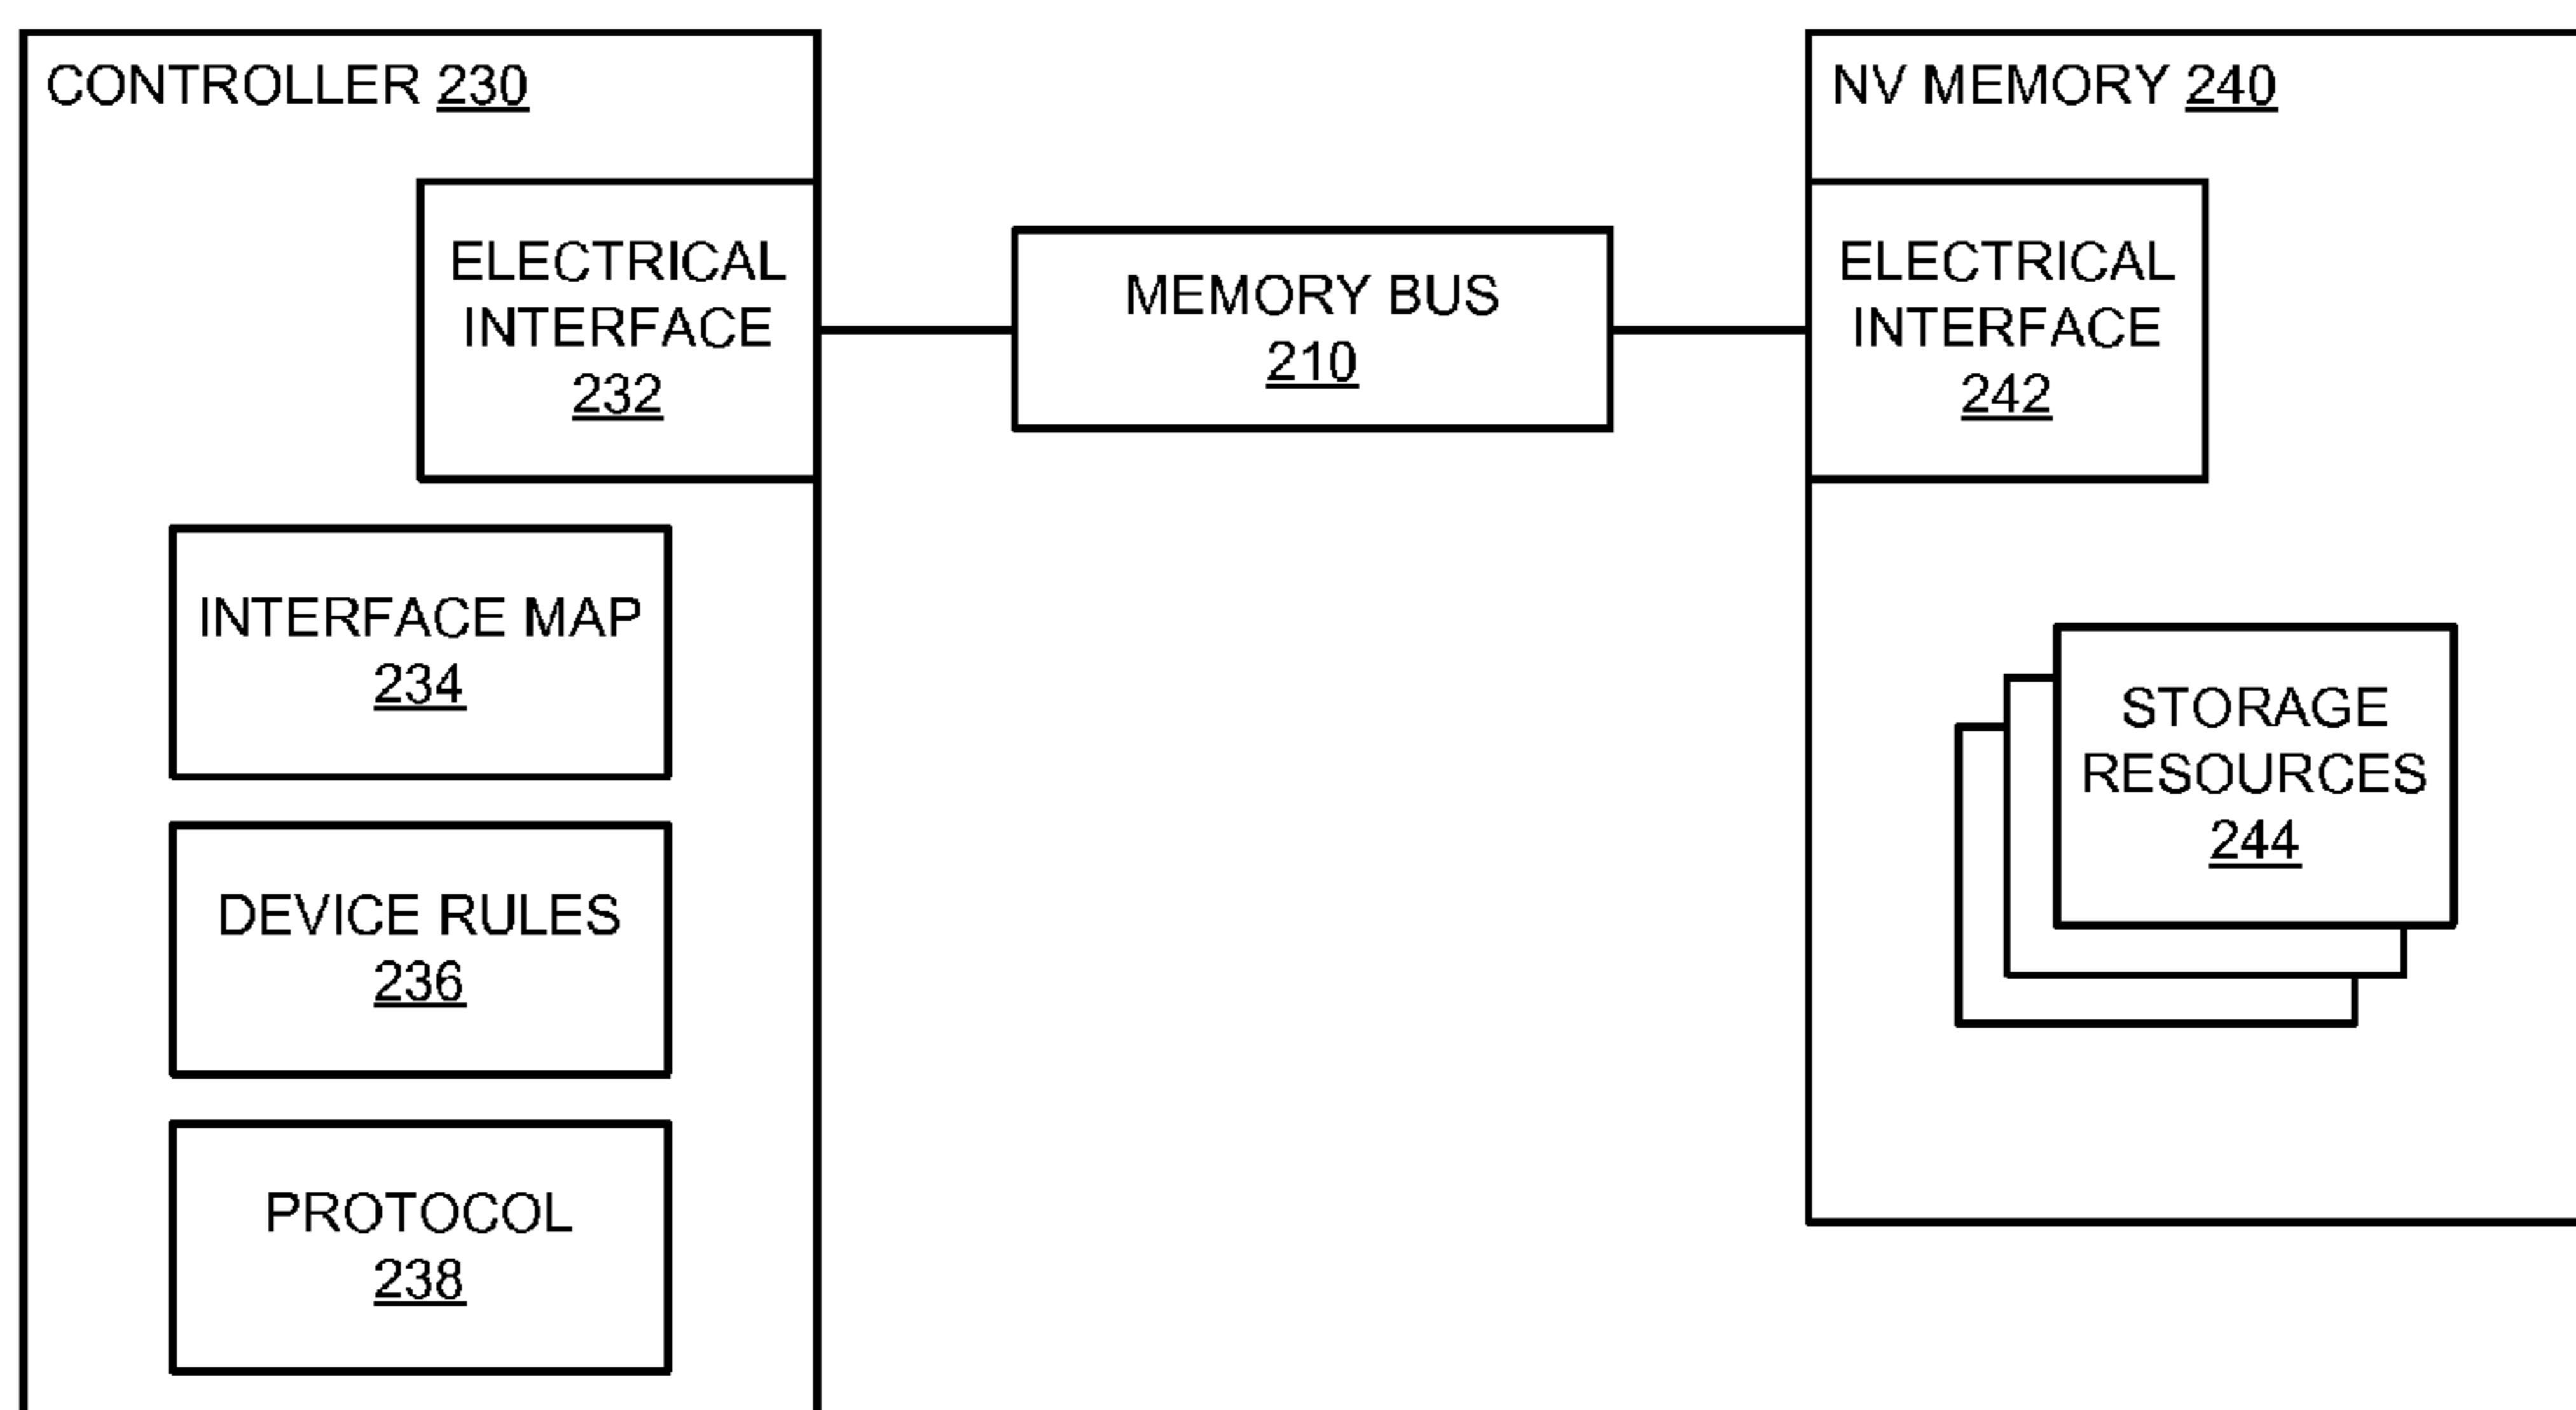 CONTROLLER 230
ELECTRICAL
INTERFACE
232
INTERFACE MAP
234
DEVICE RULES
236
PROTOCOL
238
MEMORY BUS
210
NV MEMORY 240
ELECTRICAL
INTERFACE
242
STORAGE
RESOURCES
244